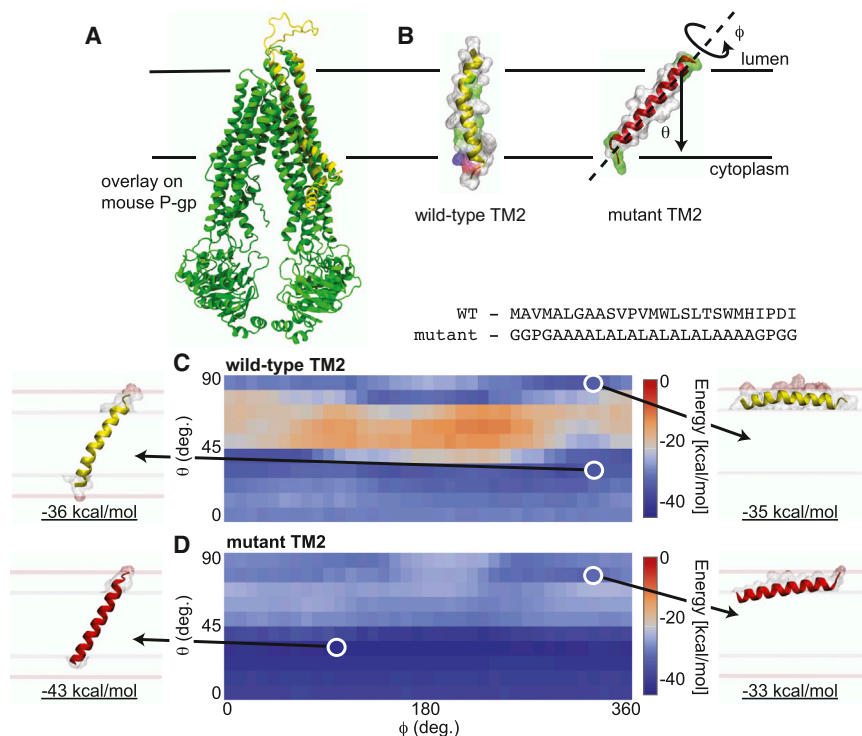 A
B
ϕ
lumen
θ
cytoplasm
overlay on
mouse P-gp
wild-type TM2
mutant TM2
WT - MAVMALGAASVPVMWLSLTSWMHIPDI
mutant - GGPGAAAALALALALALALAAAAGPGG
C
wild-type TM2
90
45
0
θ (deg.)
0
-20
-40
Energy [kcal/mol]
-36 kcal/mol
-35 kcal/mol
D
mutant TM2
90
45
0
θ (deg.)
0
-20
-40
Energy [kcal/mol]
-43 kcal/mol
-33 kcal/mol
0
180
360
ϕ (deg.)